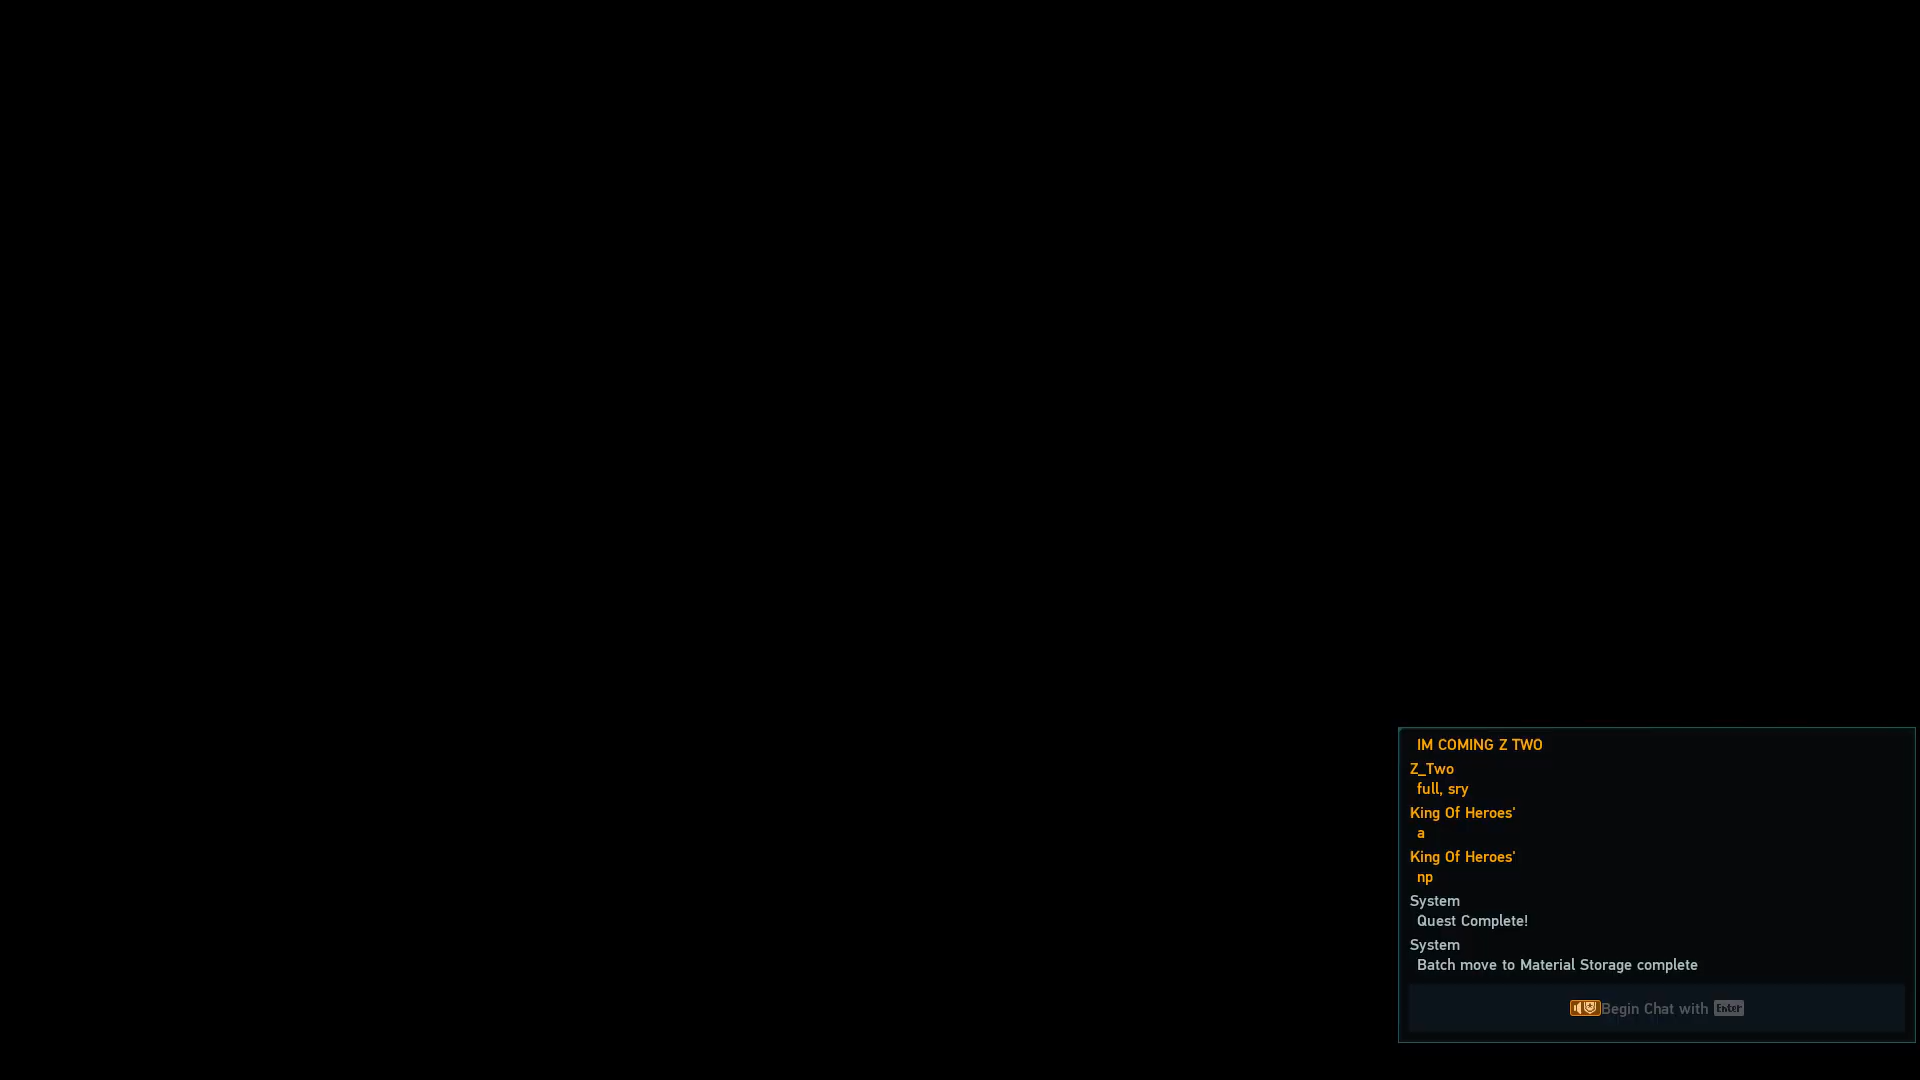 IM COMING Z TWO
Z_Two
full, sry
King Of Heroes'
a
King Of Heroes'
np
System
Quest Complete!
System
Batch move to Material Storage complete
Begin Chat with Enter